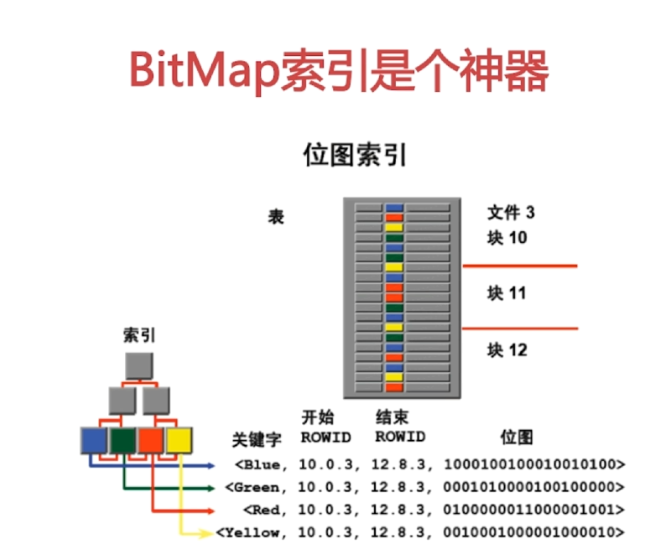 BitMap索引是个神器
位图索引
表
文件 3
块 10
块 11
块 12
索引
关键字 开始 ROWID 结束 ROWID 位图
<Blue, 10.0.3, 12.8.3, 1000100100010010100>
<Green, 10.0.3, 12.8.3, 0001010000100100000>
<Red, 10.0.3, 12.8.3, 0100000011000001001>
<Yellow, 10.0.3, 12.8.3, 0010001000001000010>